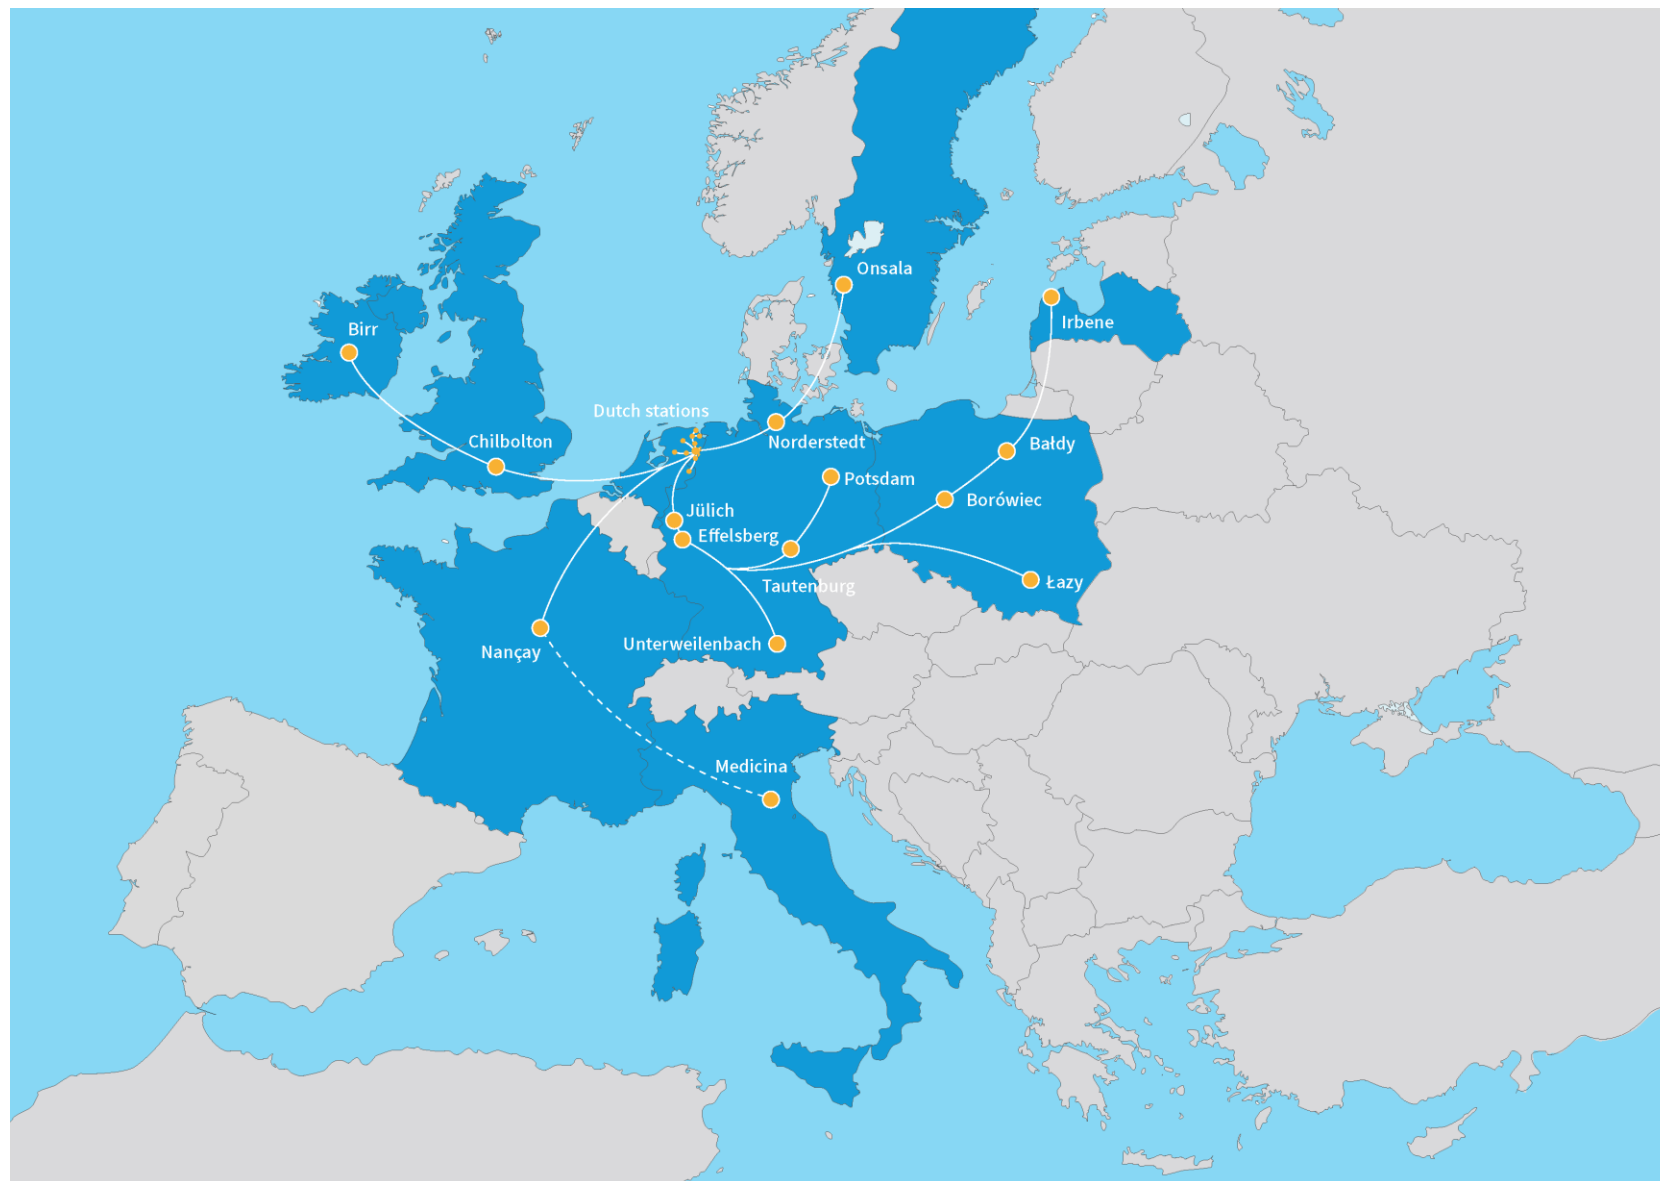 Onsala
Irbene
Birr
Dutch stations
Chilbolton
Norderstedt
Bałdy
Potsdam
Borówiec
Jülich
Effelsberg
Tautenburg
Łazy
Unterweilenbach
Nançay
Medicina